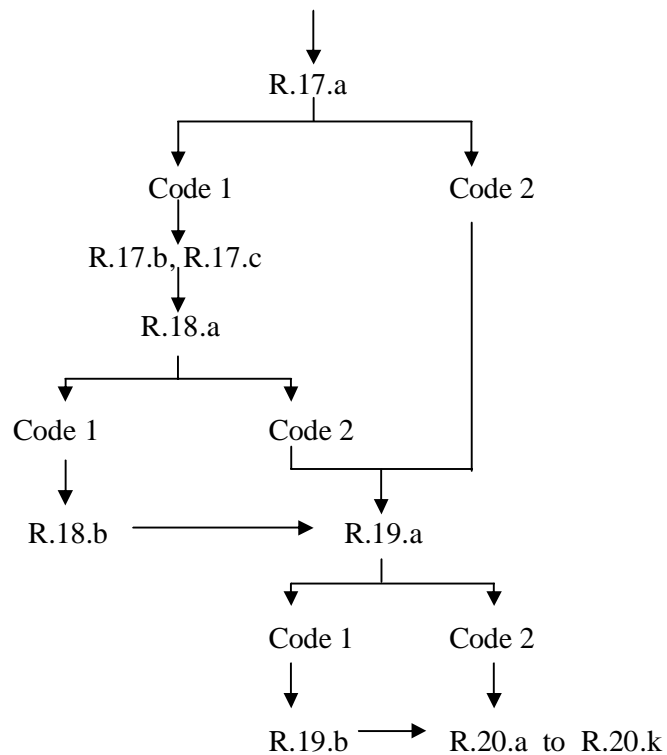 R.17.a
Code 1 Code 2
R.17.b, R.17.c
R.18.a
Code 1 Code 2
R.18.b R.19.a
Code 1 Code 2
R.19.b R.20.a to R.20.k